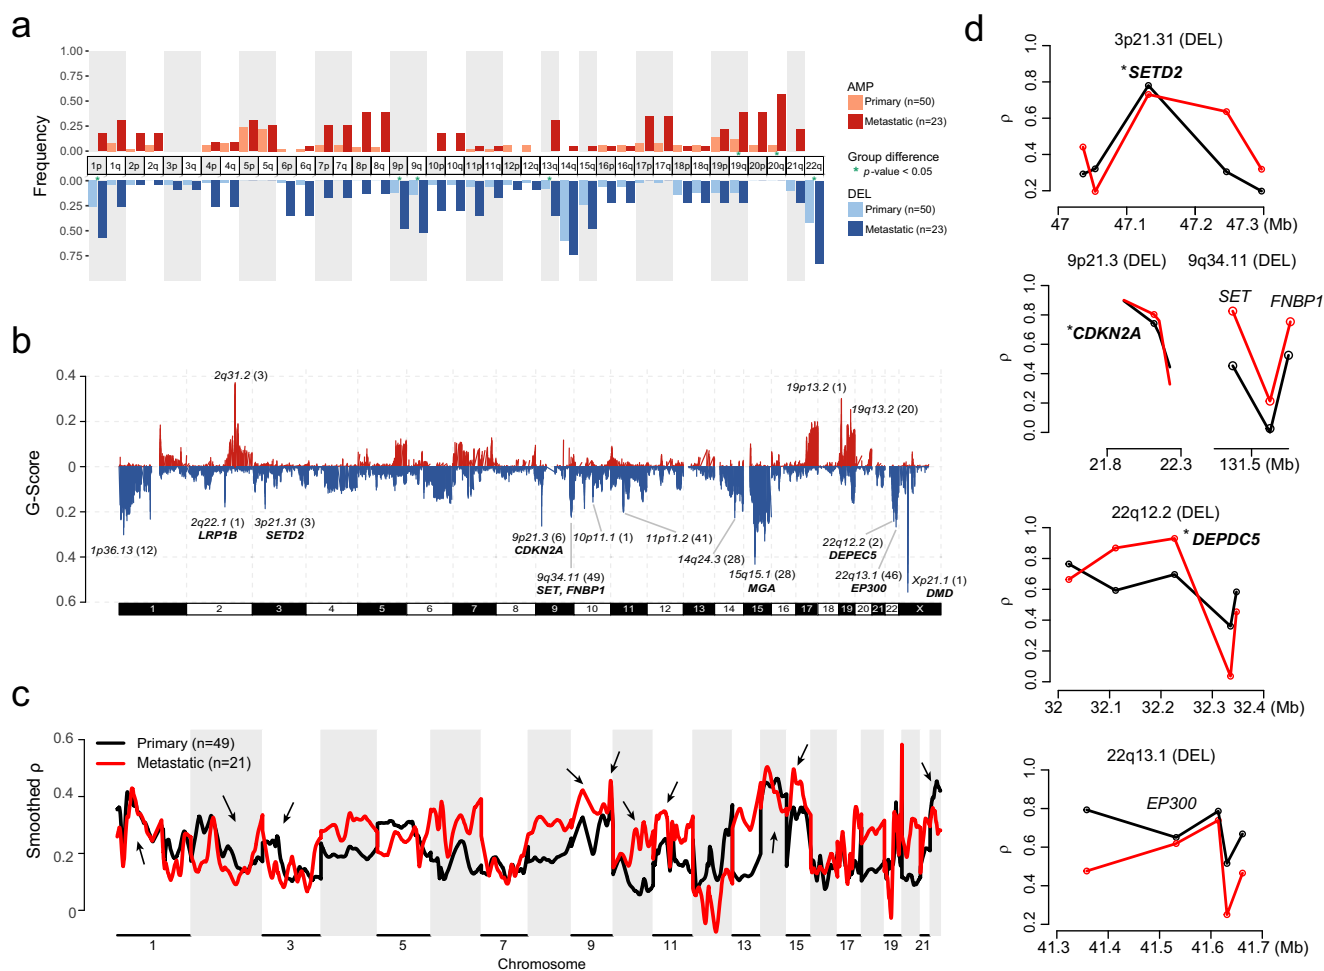 a
Frequency
1.00
0.75
0.50
0.25
0.00
1p 1q 2p 2q 3p 3q 4p 4q 5p 5q 6p 6q 7p 7q 8p 8q 9p 9q 10p 10q 11p 11q 12p 12q 13q 14q 15q 16p 16q 17p 17q 18p 18q 19p 19q 20p 20q 21q 22q
0.00
0.25
0.50
0.75
AMP
Primary (n=50)
Metastatic (n=23)
Group difference
* p-value < 0.05
DEL
Primary (n=50)
Metastatic (n=23)
b
G-Score
0.4
0.2
0
0.2
0.4
0.6
2q31.2 (3)
19p13.2 (1)
19q13.2 (20)
1p36.13 (12)
2q22.1 (1)
LRP1B
3p21.31 (3)
SETD2
9p21.3 (6)
CDKN2A
10p11.1 (1)
9q34.11 (49)
SET, FNBP1
11p11.2 (41)
14q24.3 (28)
15q15.1 (28)
MGA
22q12.2 (2)
DEPEC5
22q13.1 (46)
EP300
Xp21.1 (1)
DMD
1 2 3 4 5 6 7 8 9 10 11 12 13 14 15 16 17 18 19 20 21 22 X
c
Smoothed ρ
0.6
0.4
0.2
0
Primary (n=49)
Metastatic (n=21)
1 3 5 7 9 11 13 15 17 19 21
Chromosome
d
3p21.31 (DEL)
*SETD2
ρ
1.0
0.8
0.6
0.4
0.2
47 47.1 47.2 47.3 (Mb)
9p21.3 (DEL) 9q34.11 (DEL)
SET FNBP1
*CDKN2A
ρ
1.0
0.8
0.6
0.4
0.2
0.0
21.8 22.3 131.5 (Mb)
22q12.2 (DEL)
* DEPDC5
ρ
1.0
0.8
0.6
0.4
0.2
0.0
32 32.1 32.2 32.3 32.4 (Mb)
22q13.1 (DEL)
EP300
ρ
1.0
0.8
0.6
0.4
0.2
41.3 41.4 41.5 41.6 41.7 (Mb)